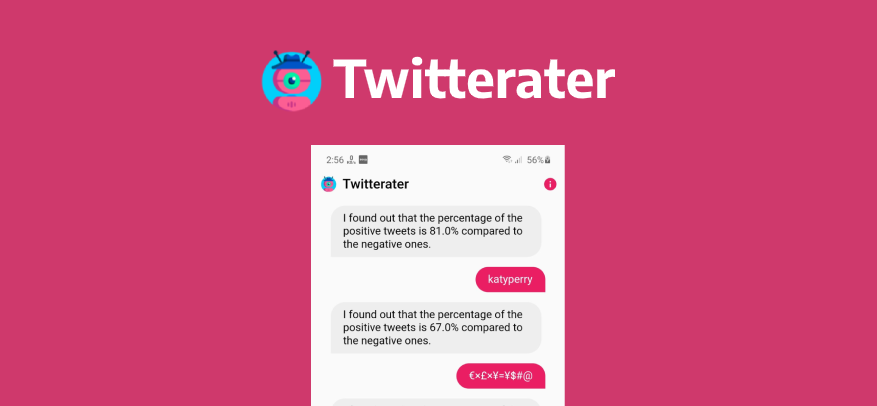 Twitterater
2:56 56%
Twitterater
I found out that the percentage of the
positive tweets is 81.0% compared to
the negative ones.
katyperry
I found out that the percentage of the
positive tweets is 67.0% compared to
the negative ones.
€×£×¥=¥$#@